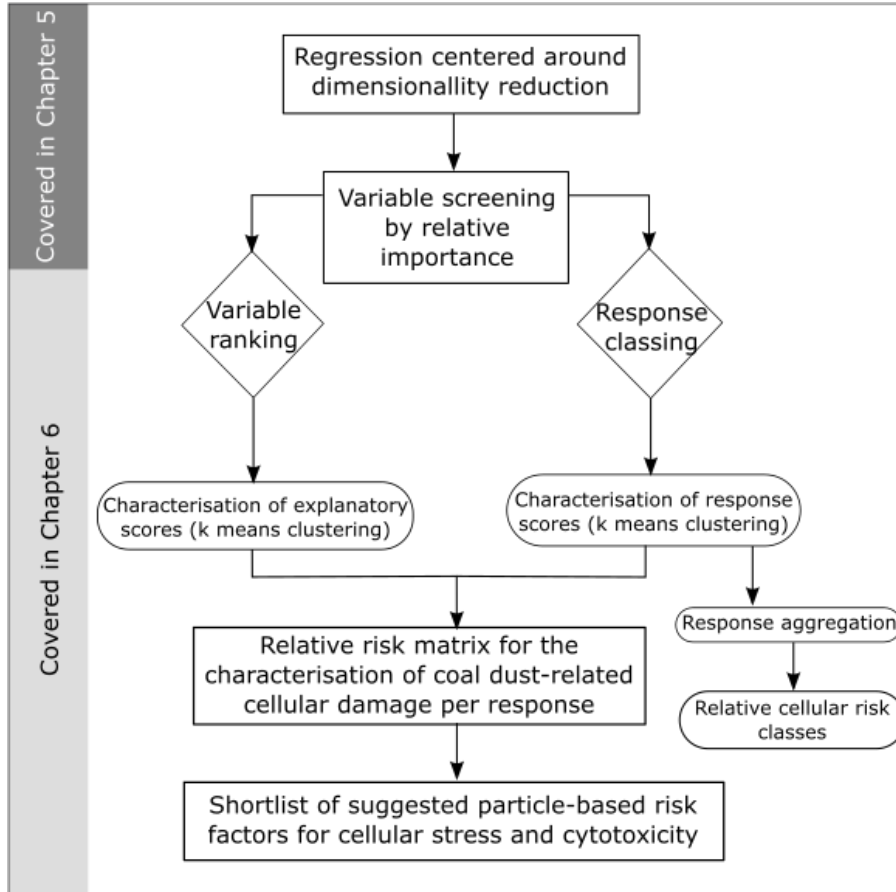 Covered in Chapter 5
Regression centered around
dimensionallity reduction
Variable screening
by relative
importance
Covered in Chapter 6
Variable
ranking
Response
classing
Characterisation of explanatory
scores (k means clustering)
Characterisation of response
scores (k means clustering)
Response aggregation
Relative cellular risk
classes
Relative risk matrix for the
characterisation of coal dust-related
cellular damage per response
Shortlist of suggested particle-based risk
factors for cellular stress and cytotoxicity